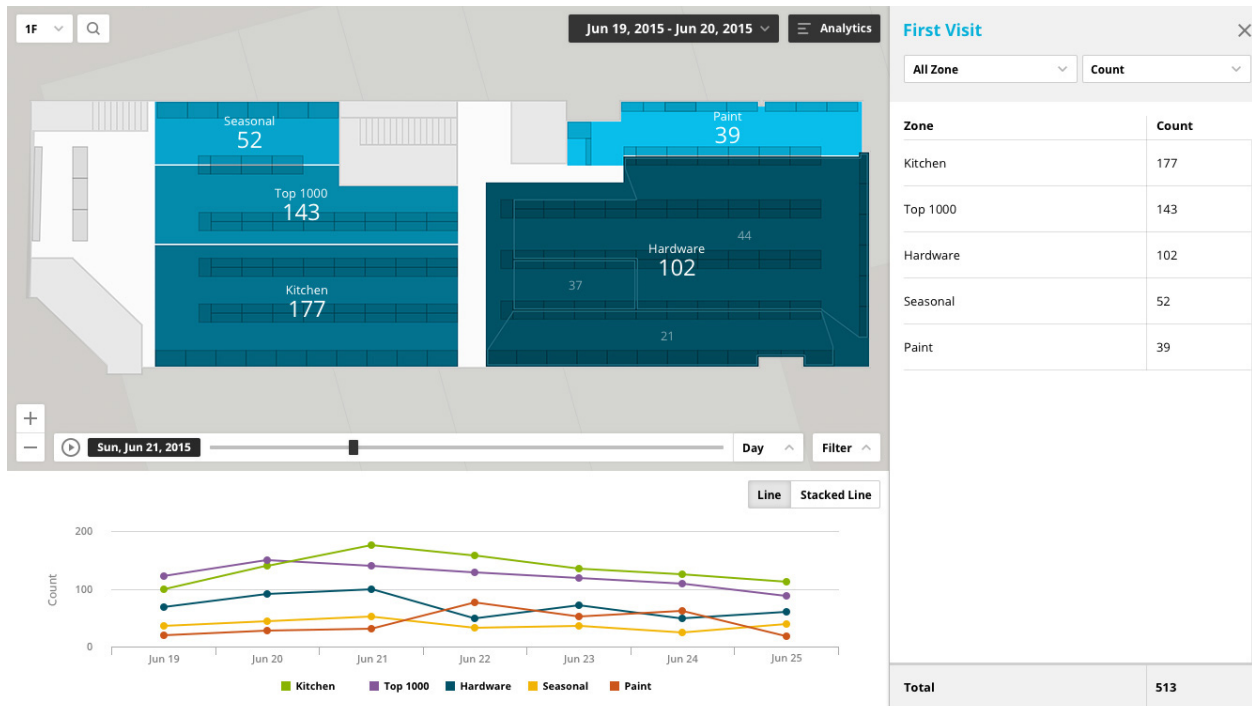 1F
Jun 19, 2015 - Jun 20, 2015
Analytics
Seasonal
52
Paint
39
Top 1000
143
44
Hardware
102
37
Kitchen
177
21
Sun, Jun 21, 2015
Day
Filter
Line
Stacked Line
200
100
0
Count
Jun 19
Jun 20
Jun 21
Jun 22
Jun 23
Jun 24
Jun 25
Kitchen
Top 1000
Hardware
Seasonal
Paint
First Visit
All Zone
Count
Zone Count
Kitchen 177
Top 1000 143
Hardware 102
Seasonal 52
Paint 39
Total 513